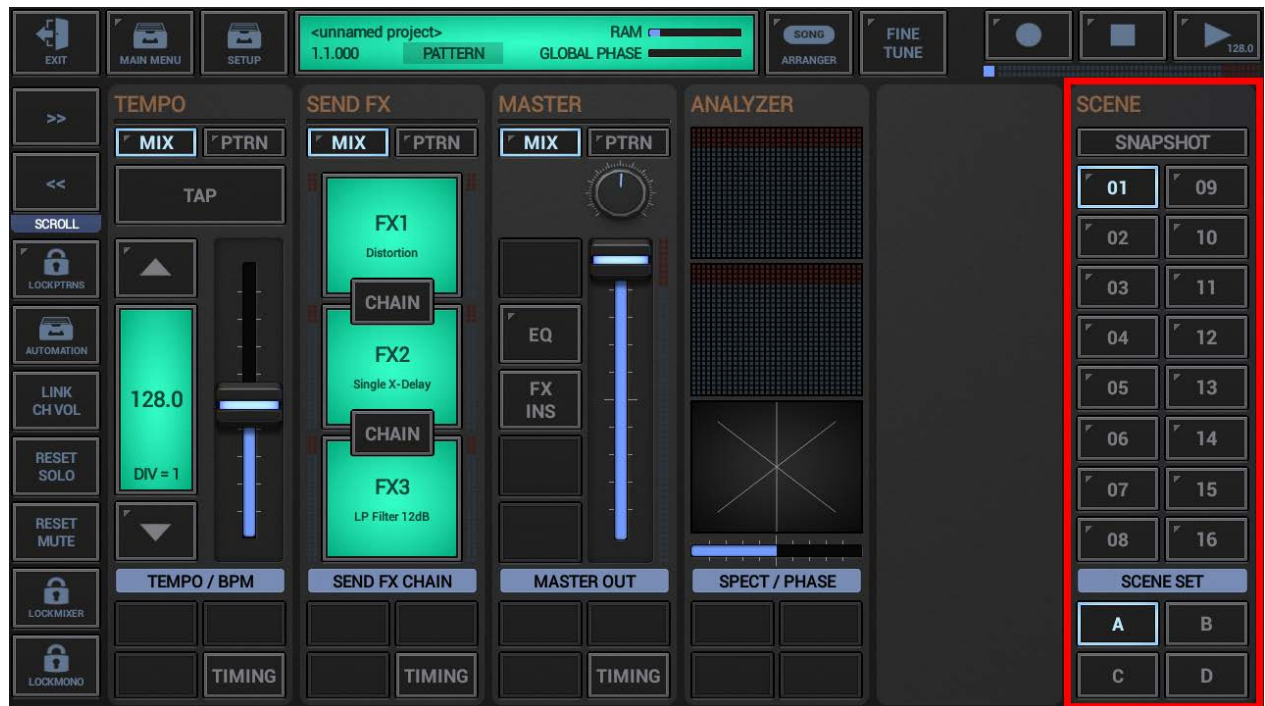 EXIT
MAIN MENU
SETUP
<unnamed project>
RAM
1.1.000
PATTERN
GLOBAL PHASE
SONG
ARRANGER
FINE
TUNE
128.0
>>
<<
SCROLL
LOCKPTRNS
AUTOMATION
LINK
CH VOL
RESET
SOLO
RESET
MUTE
LOCKMIXER
LOCKMONO
TEMPO
MIX
PTRN
TAP
128.0
DIV = 1
TEMPO / BPM
TIMING
SEND FX
MIX
PTRN
FX1
Distortion
CHAIN
FX2
Single X-Delay
CHAIN
FX3
LP Filter 12dB
SEND FX CHAIN
TIMING
MASTER
MIX
PTRN
EQ
FX
INS
MASTER OUT
TIMING
ANALYZER
SPECT / PHASE
SCENE
SNAPSHOT
01 09
02 10
03 11
04 12
05 13
06 14
07 15
08 16
SCENE SET
A B
C D